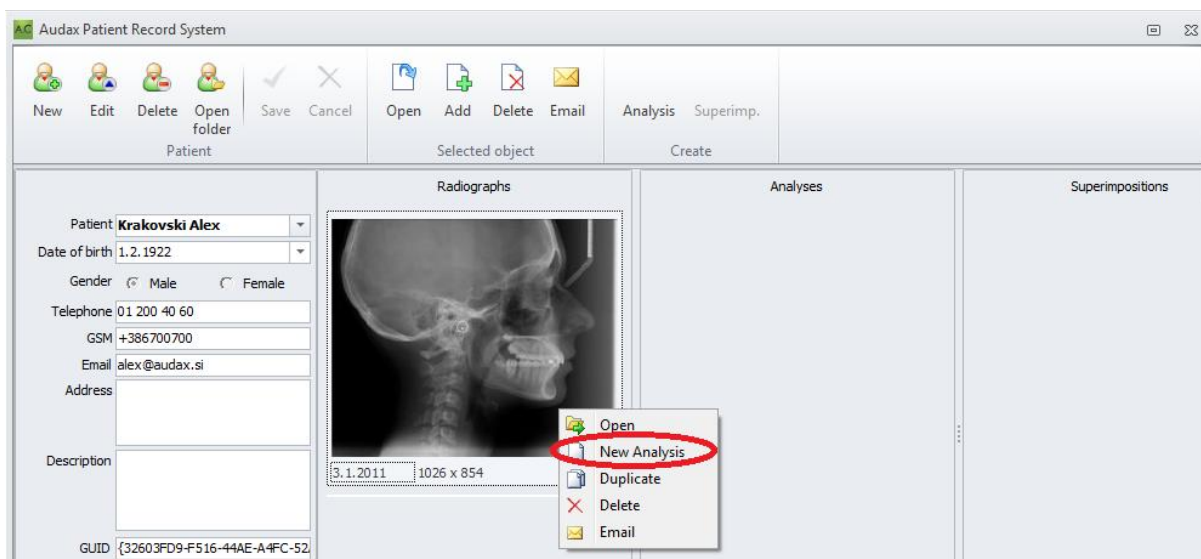 A.C Audax Patient Record System
New Edit Delete Open folder Save Cancel
Patient
Open Add Delete Email
Selected object
Analysis Superimp.
Create
Radiographs
Analyses
Superimpositions
Patient Krakovski Alex
Date of birth 1.2.1922
Gender Male Female
Telephone 01 200 40 60
GSM +386700700
Email alex@audax.si
Address
Description
GUID {32603FD9-F516-44AE-A4FC-52
3.1.2011 1026 x 854
Open
New Analysis
Duplicate
Delete
Email